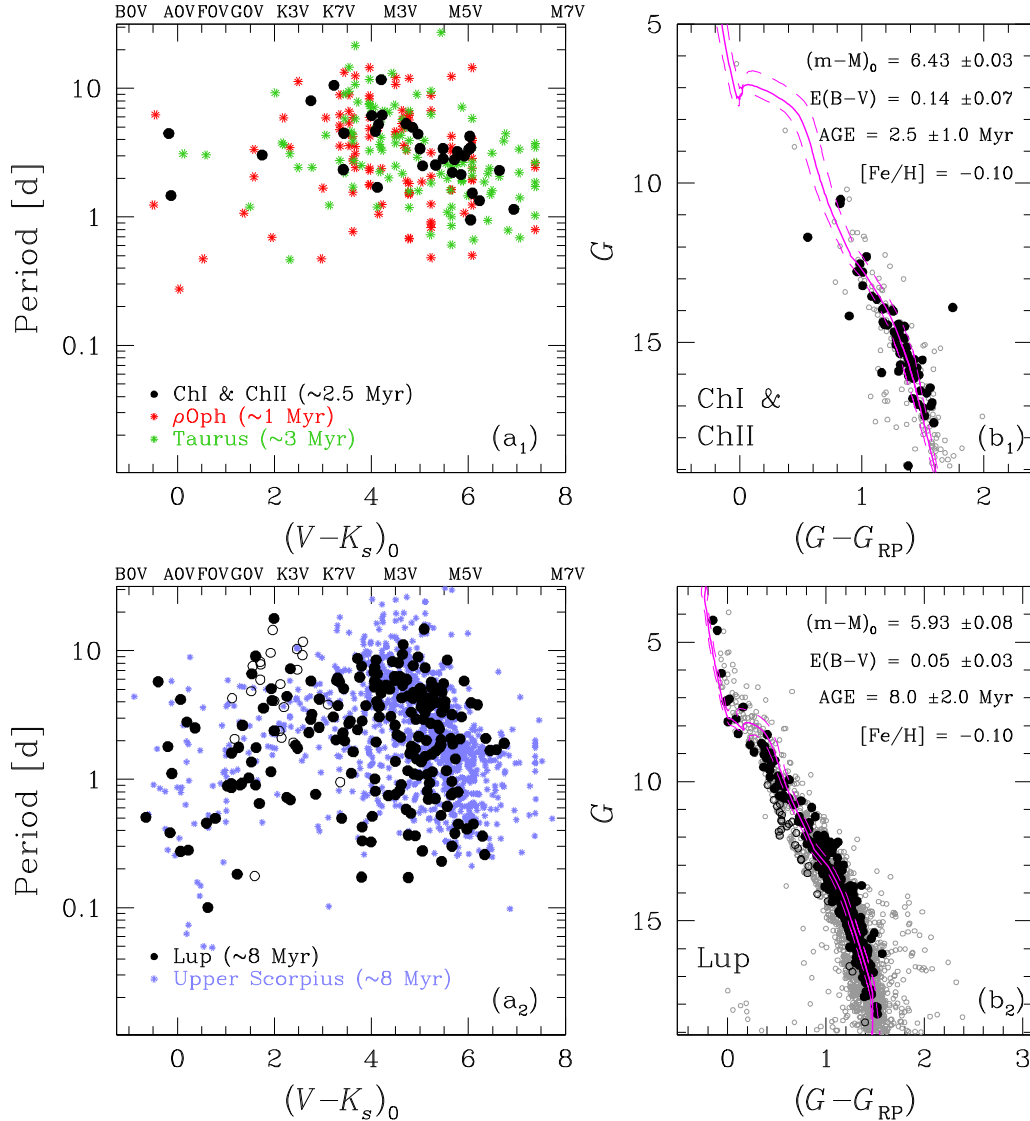 B0V A0V F0V G0V K3V K7V M3V M5V M7V
10
1
0.1
Period [d]
ChI & ChII (~2.5 Myr)
ρOph (~1 Myr)
Taurus (~3 Myr)
(a₁)
0 2 4 6 8
(V−Kₛ)₀
5
10
15
G
(m−M)₀ = 6.43 ±0.03
E(B−V) = 0.14 ±0.07
AGE = 2.5 ±1.0 Myr
[Fe/H] = −0.10
ChI &
ChII
(b₁)
0 1 2
(G−G_RP)
B0V A0V F0V G0V K3V K7V M3V M5V M7V
10
1
0.1
Period [d]
Lup (~8 Myr)
Upper Scorpius (~8 Myr)
(a₂)
0 2 4 6 8
(V−Kₛ)₀
5
10
15
G
(m−M)₀ = 5.93 ±0.08
E(B−V) = 0.05 ±0.03
AGE = 8.0 ±2.0 Myr
[Fe/H] = −0.10
Lup
(b₂)
0 1 2 3
(G−G_RP)